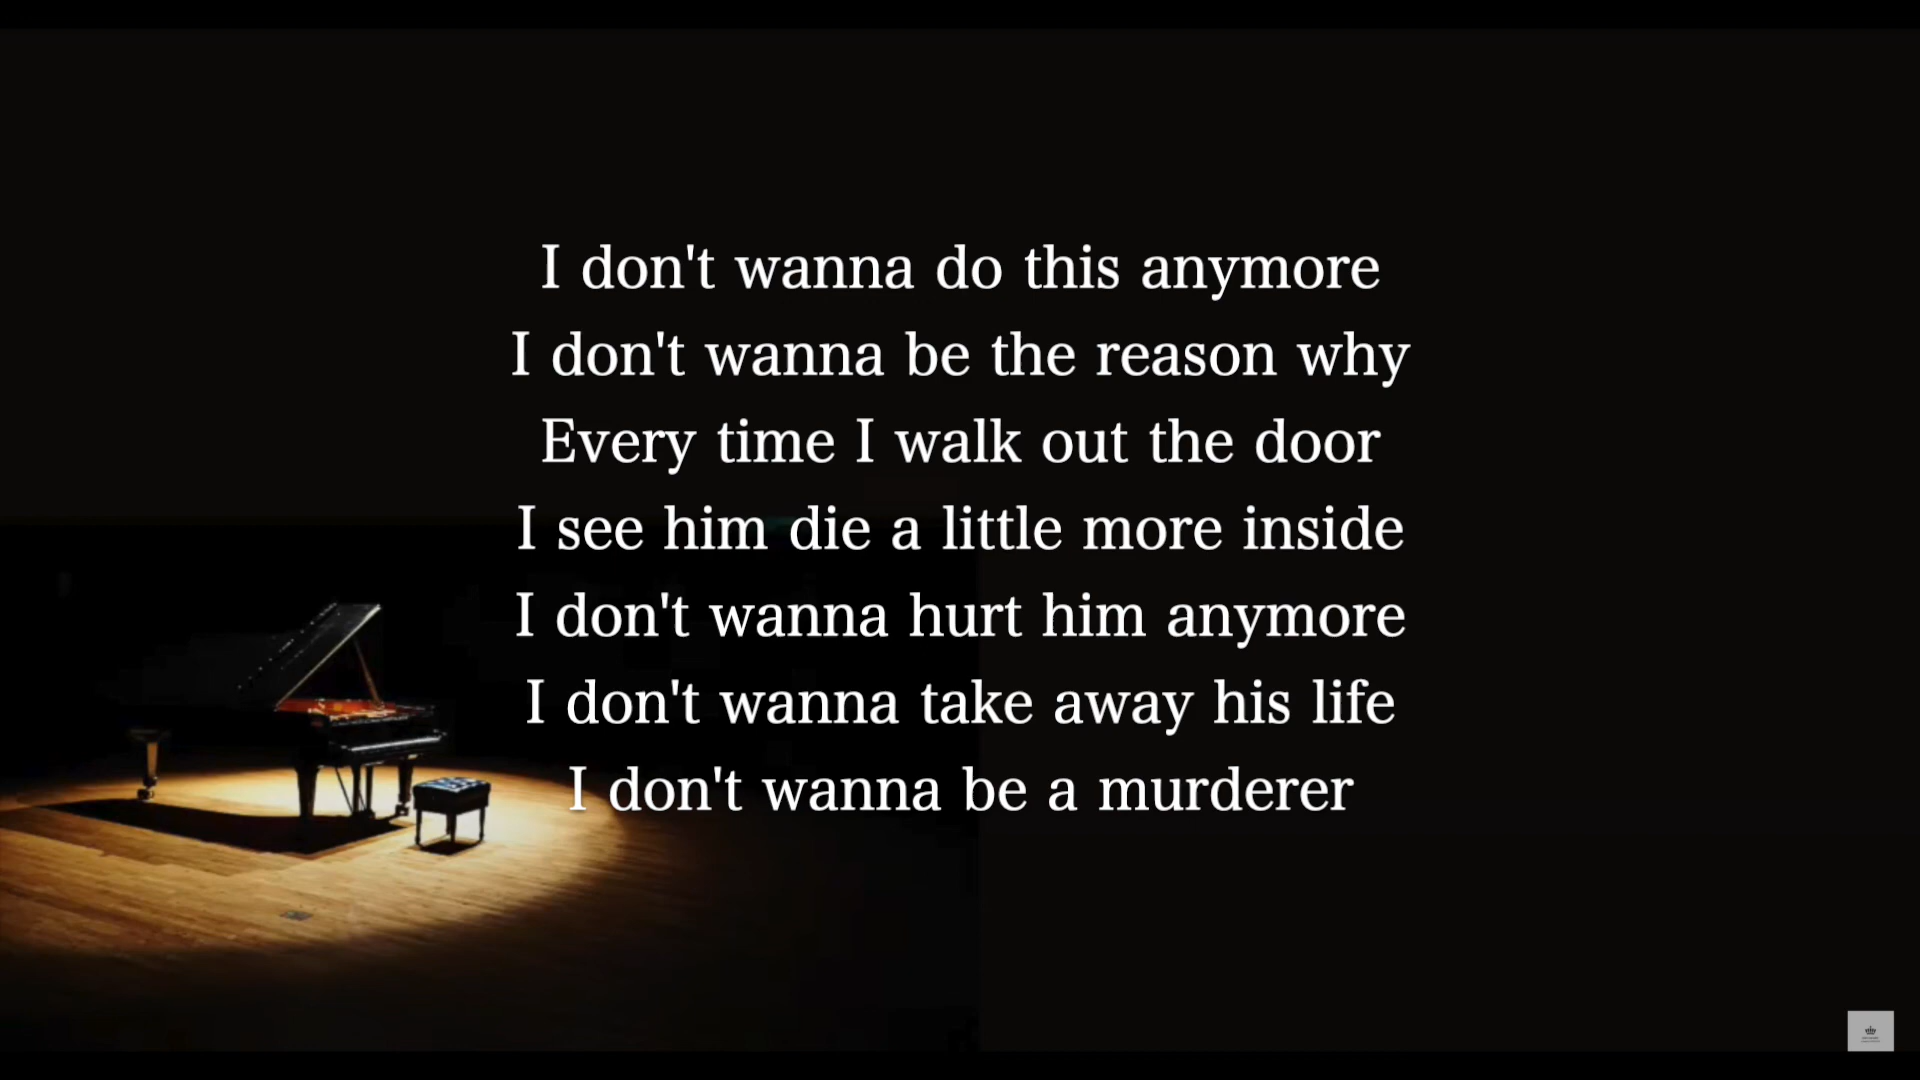 I don't wanna do this anymore
I don't wanna be the reason why
Every time I walk out the door
I see him die a little more inside
I don't wanna hurt him anymore
I don't wanna take away his life
I don't wanna be a murderer